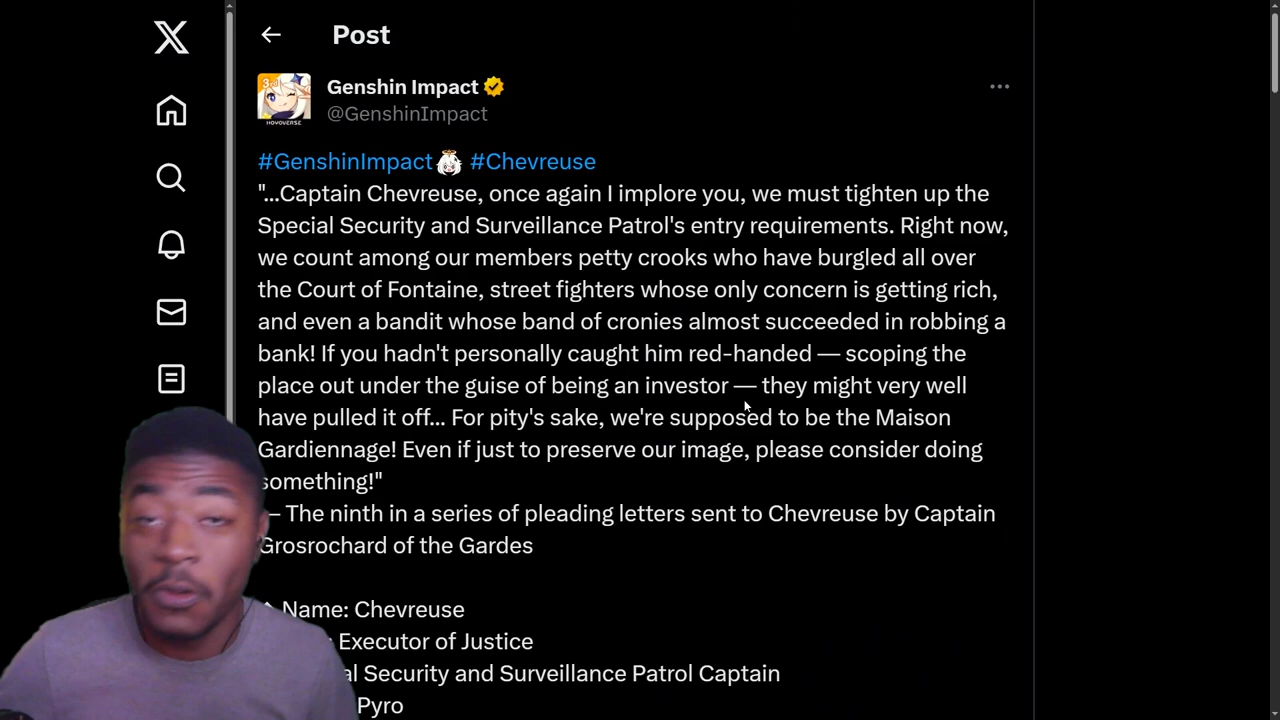 Post
Genshin Impact
@GenshinImpact
#GenshinImpact #Chevreuse
"...Captain Chevreuse, once again I implore you, we must tighten up the
Special Security and Surveillance Patrol's entry requirements. Right now,
we count among our members petty crooks who have burgled all over
the Court of Fontaine, street fighters whose only concern is getting rich,
and even a bandit whose band of cronies almost succeeded in robbing a
bank! If you hadn't personally caught him red-handed — scoping the
place out under the guise of being an investor — they might very well
have pulled it off... For pity's sake, we're supposed to be the Maison
Gardiennage! Even if just to preserve our image, please consider doing
something!"
— The ninth in a series of pleading letters sent to Chevreuse by Captain
Grosrochard of the Gardes
Name: Chevreuse
: Executor of Justice
Security and Surveillance Patrol Captain
Pyro
HOYOVERSE